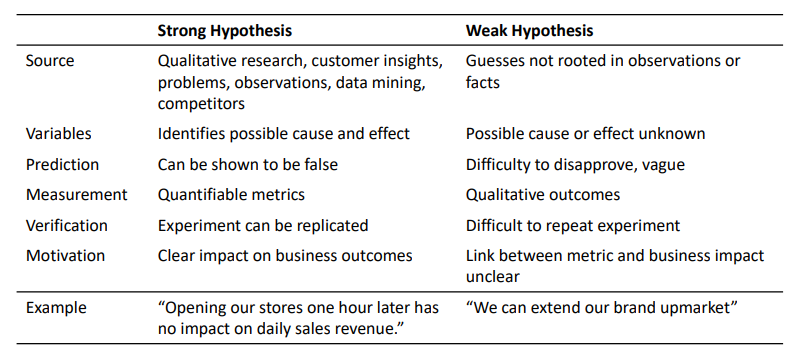 Strong Hypothesis Weak Hypothesis
Source Qualitative research, customer insights, Guesses not rooted in observations or
problems, observations, data mining, facts
competitors
Variables Identifies possible cause and effect Possible cause or effect unknown
Prediction Can be shown to be false Difficulty to disapprove, vague
Measurement Quantifiable metrics Qualitative outcomes
Verification Experiment can be replicated Difficult to repeat experiment
Motivation Clear impact on business outcomes Link between metric and business impact
unclear
Example “Opening our stores one hour later has “We can extend our brand upmarket”
no impact on daily sales revenue.”